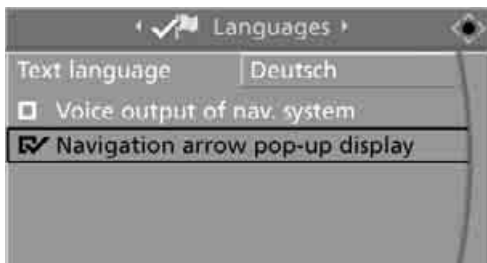 Languages
Text language Deutsch
Voice output of nav. system
Navigation arrow pop-up display